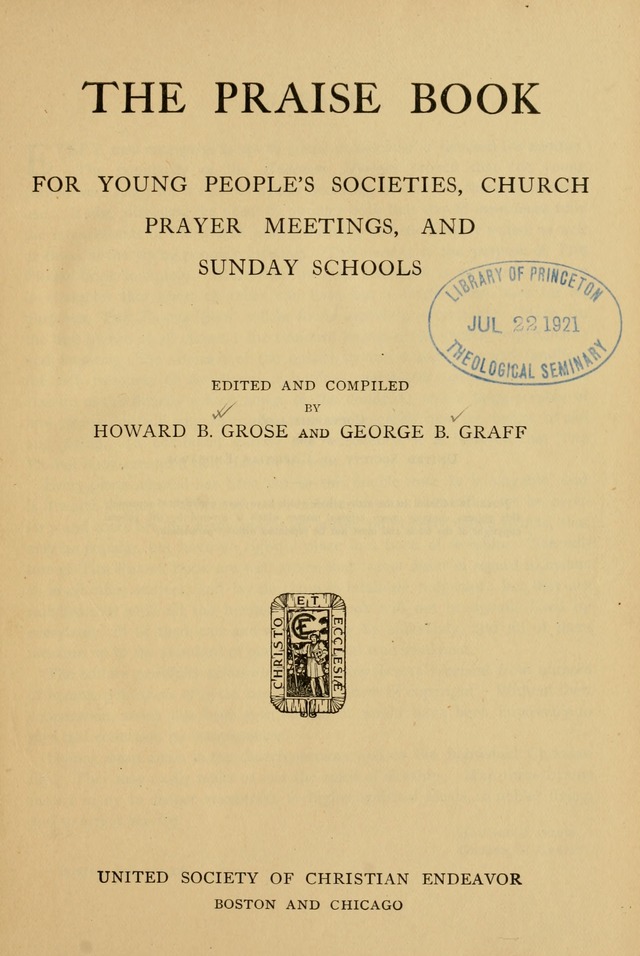 THE PRAISE BOOK
FOR YOUNG PEOPLE'S SOCIETIES, CHURCH
PRAYER MEETINGS, AND
SUNDAY SCHOOLS
LIBRARY OF PRINCETON
JUL 22 1921
THEOLOGICAL SEMINARY
EDITED AND COMPILED
BY
HOWARD B. GROSE AND GEORGE B. GRAFF
CHRISTO
ET
ECCLESIÆ
CE
UNITED SOCIETY OF CHRISTIAN ENDEAVOR
BOSTON AND CHICAGO